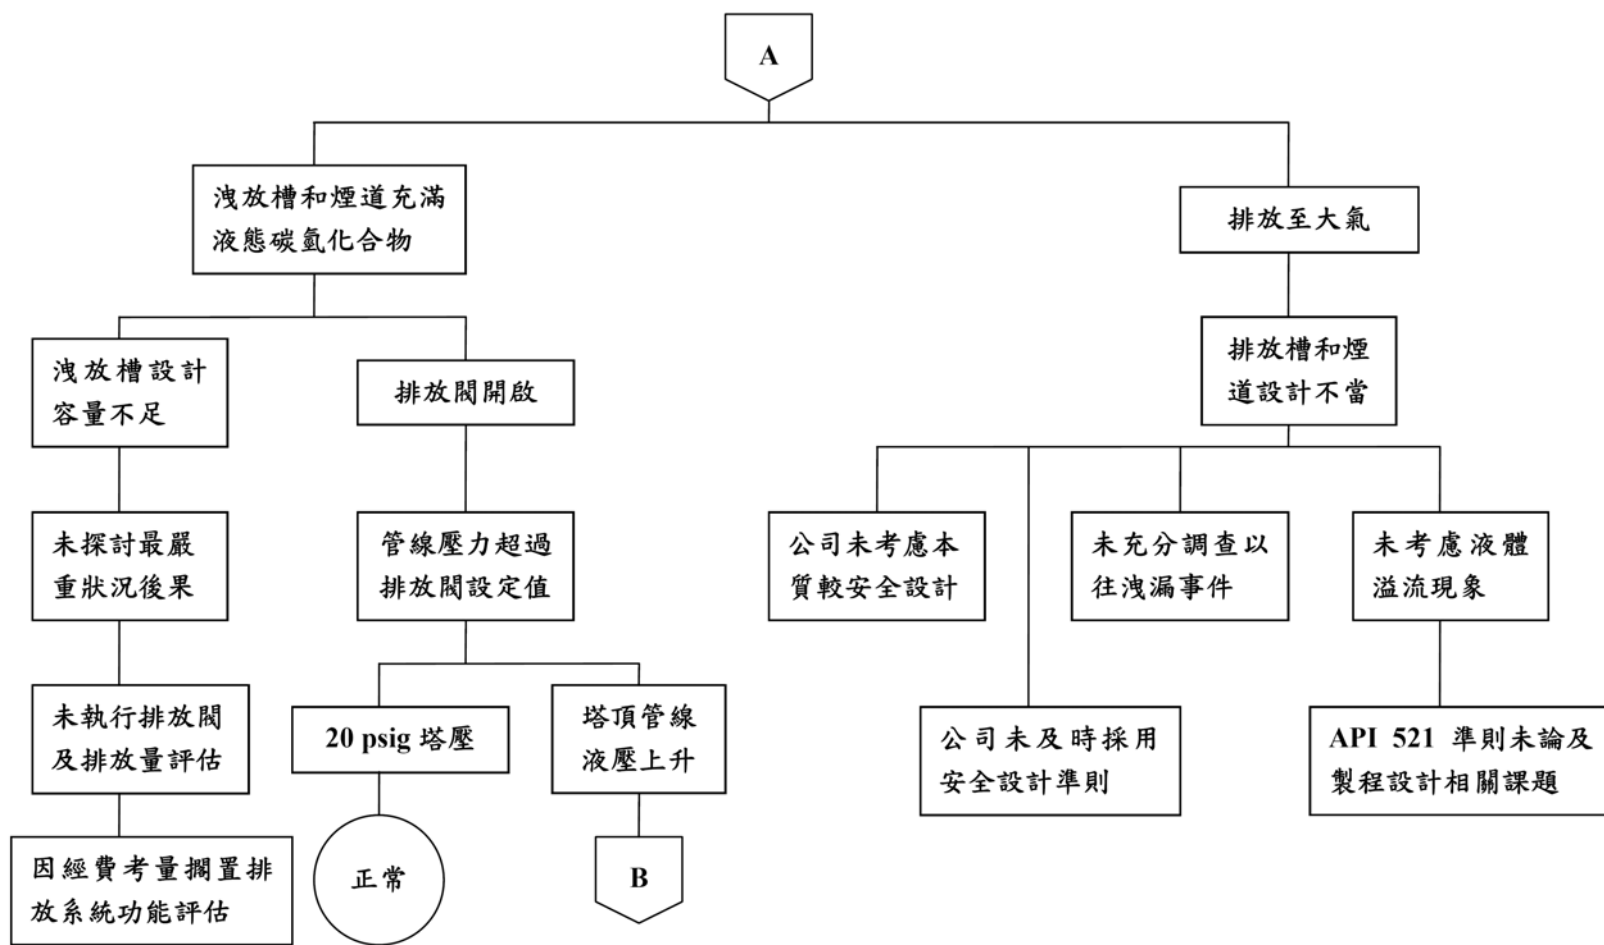 A
洩放槽和煙道充滿
液態碳氫化合物
排放至大氣
洩放槽設計
容量不足
排放閥開啟
排放槽和煙
道設計不當
未探討最嚴
重狀況後果
管線壓力超過
排放閥設定值
公司未考慮本
質較安全設計
未充分調查以
往洩漏事件
未考慮液體
溢流現象
未執行排放閥
及排放量評估
20 psig 塔壓
塔頂管線
液壓上升
公司未及時採用
安全設計準則
API 521 準則未論及
製程設計相關課題
因經費考量擱置排
放系統功能評估
正常
B